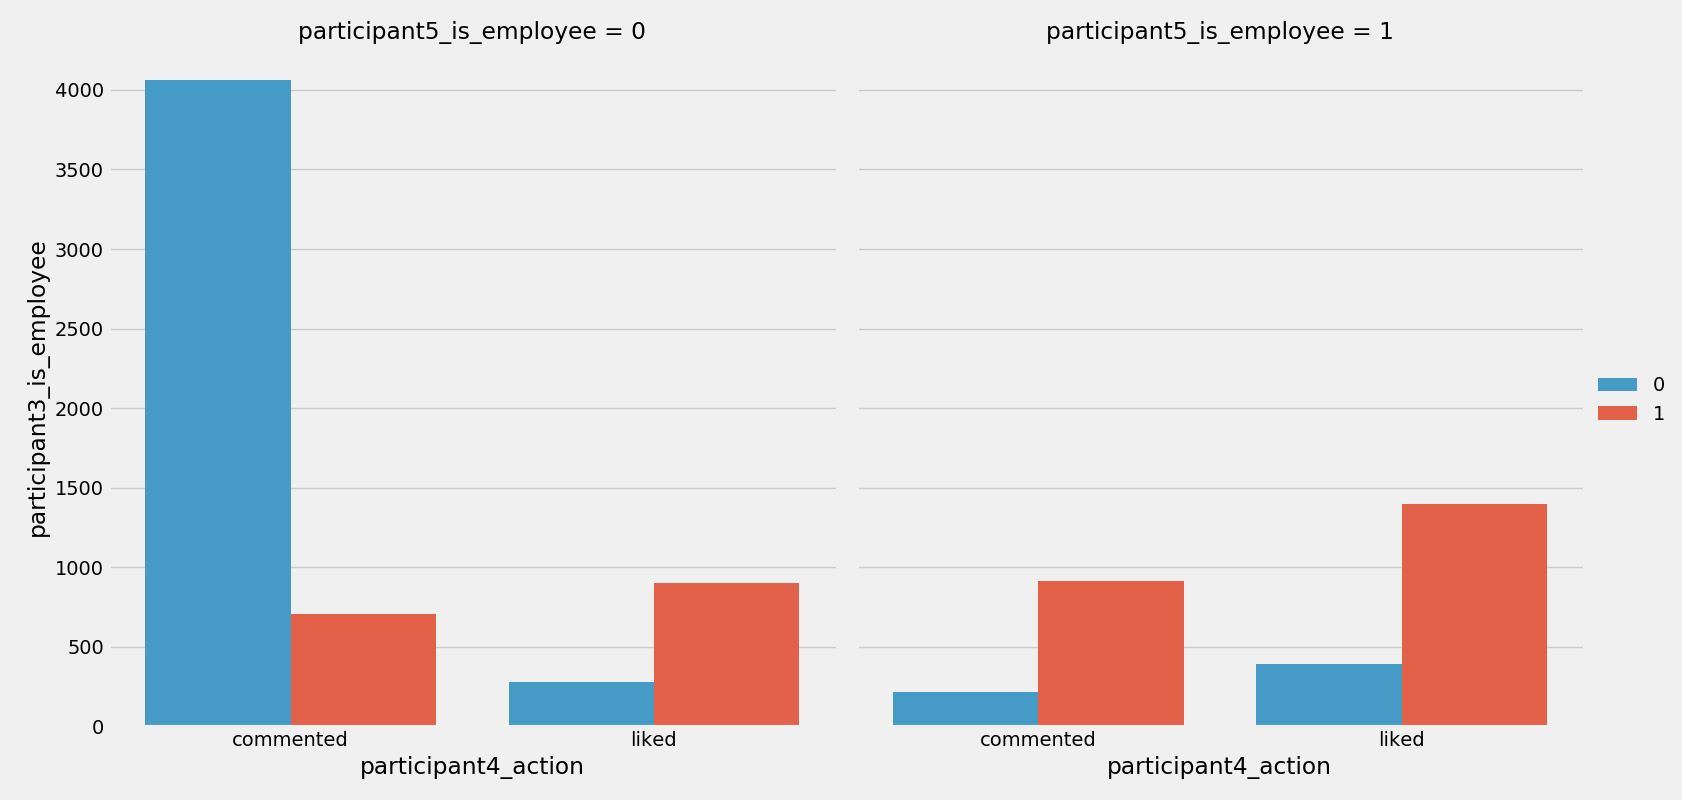 participant5_is_employee = 0
participant5_is_employee = 1
participant3_is_employee
4000
3500
3000
2500
2000
1500
1000
500
0
commented
liked
commented
liked
participant4_action
participant4_action
0
1